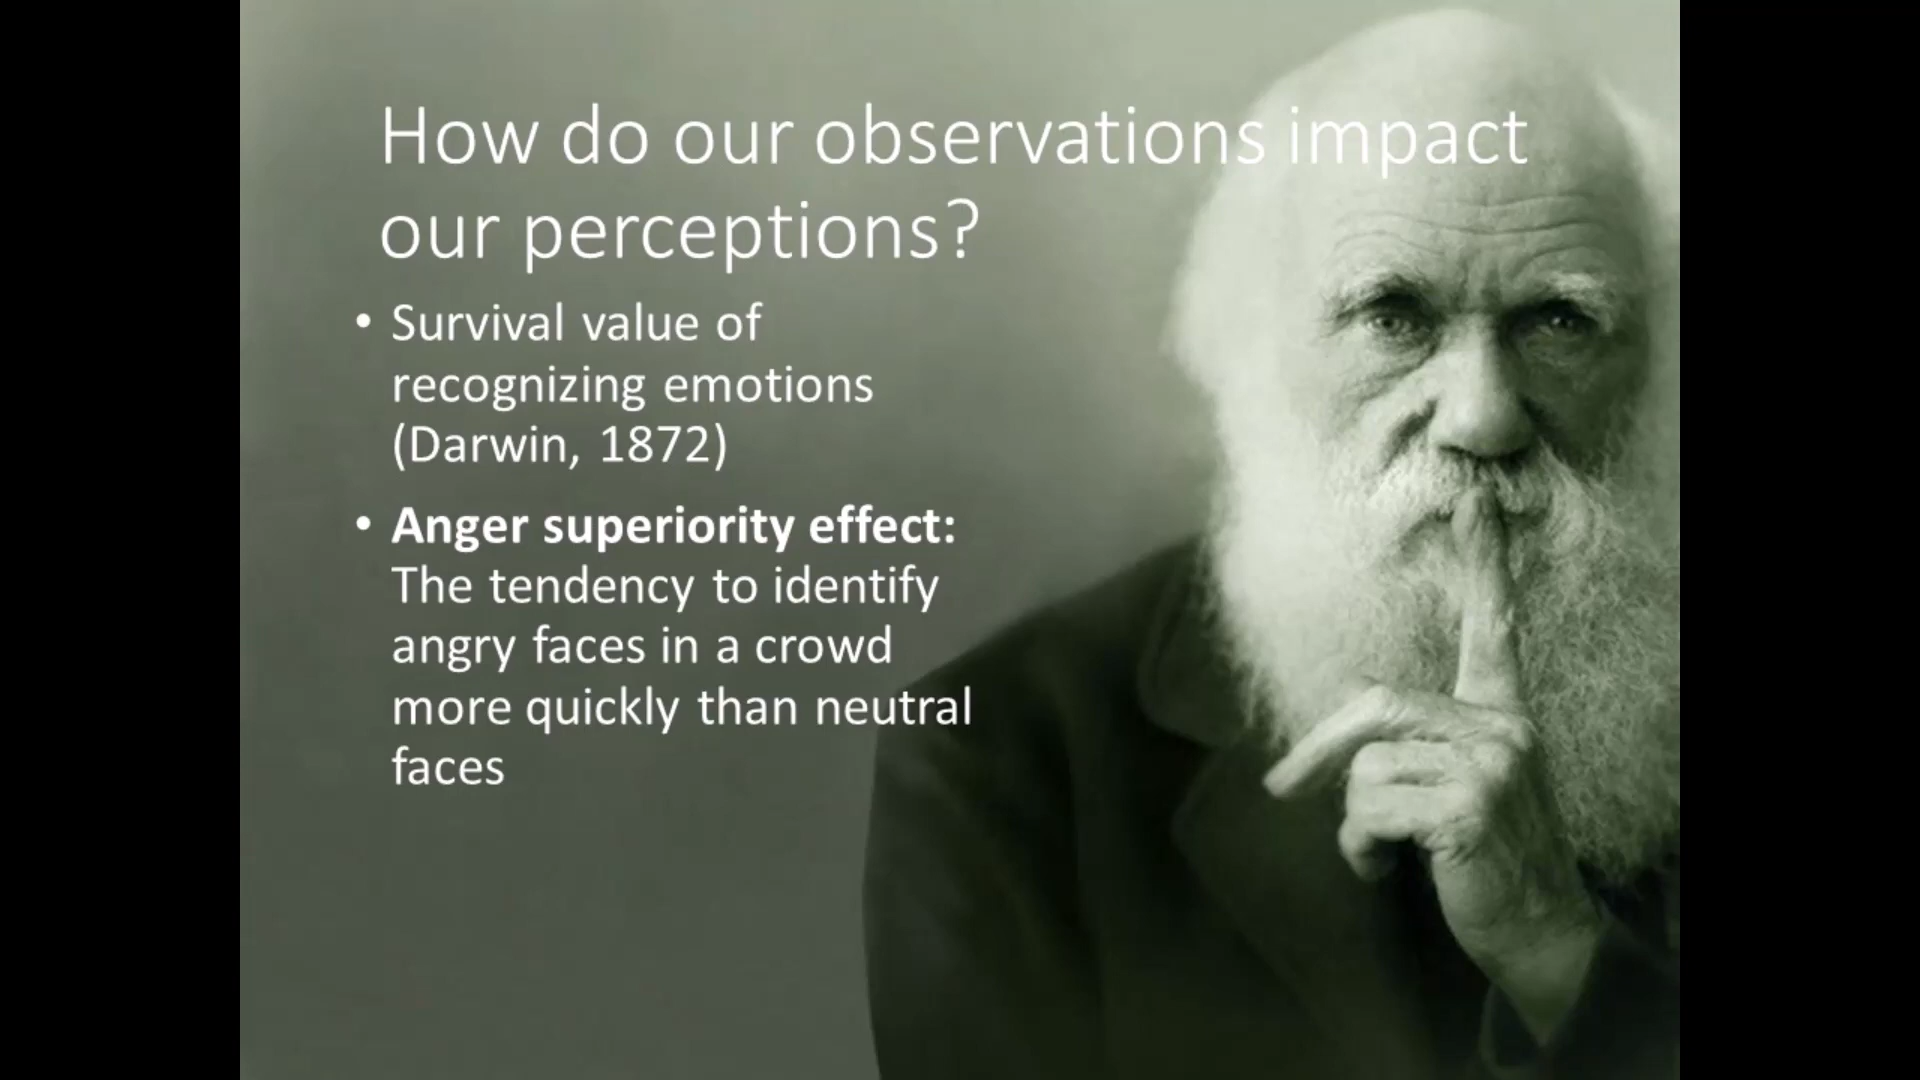 How do our observations impact
our perceptions?
• Survival value of
recognizing emotions
(Darwin, 1872)
• Anger superiority effect:
The tendency to identify
angry faces in a crowd
more quickly than neutral
faces